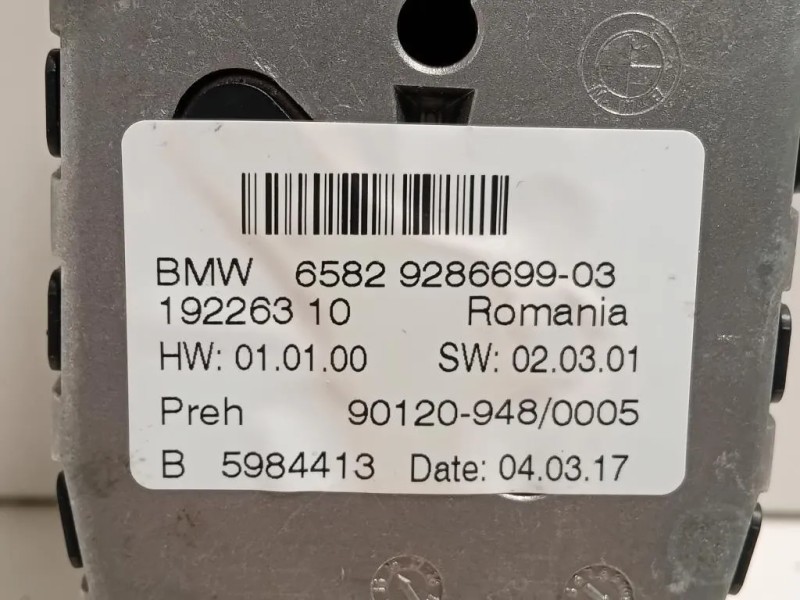 BMW 6582 9286699-03
192263 10 Romania
HW: 01.01.00 SW: 02.03.01
Preh 90120-948/0005
B 5984413 Date: 04.03.17